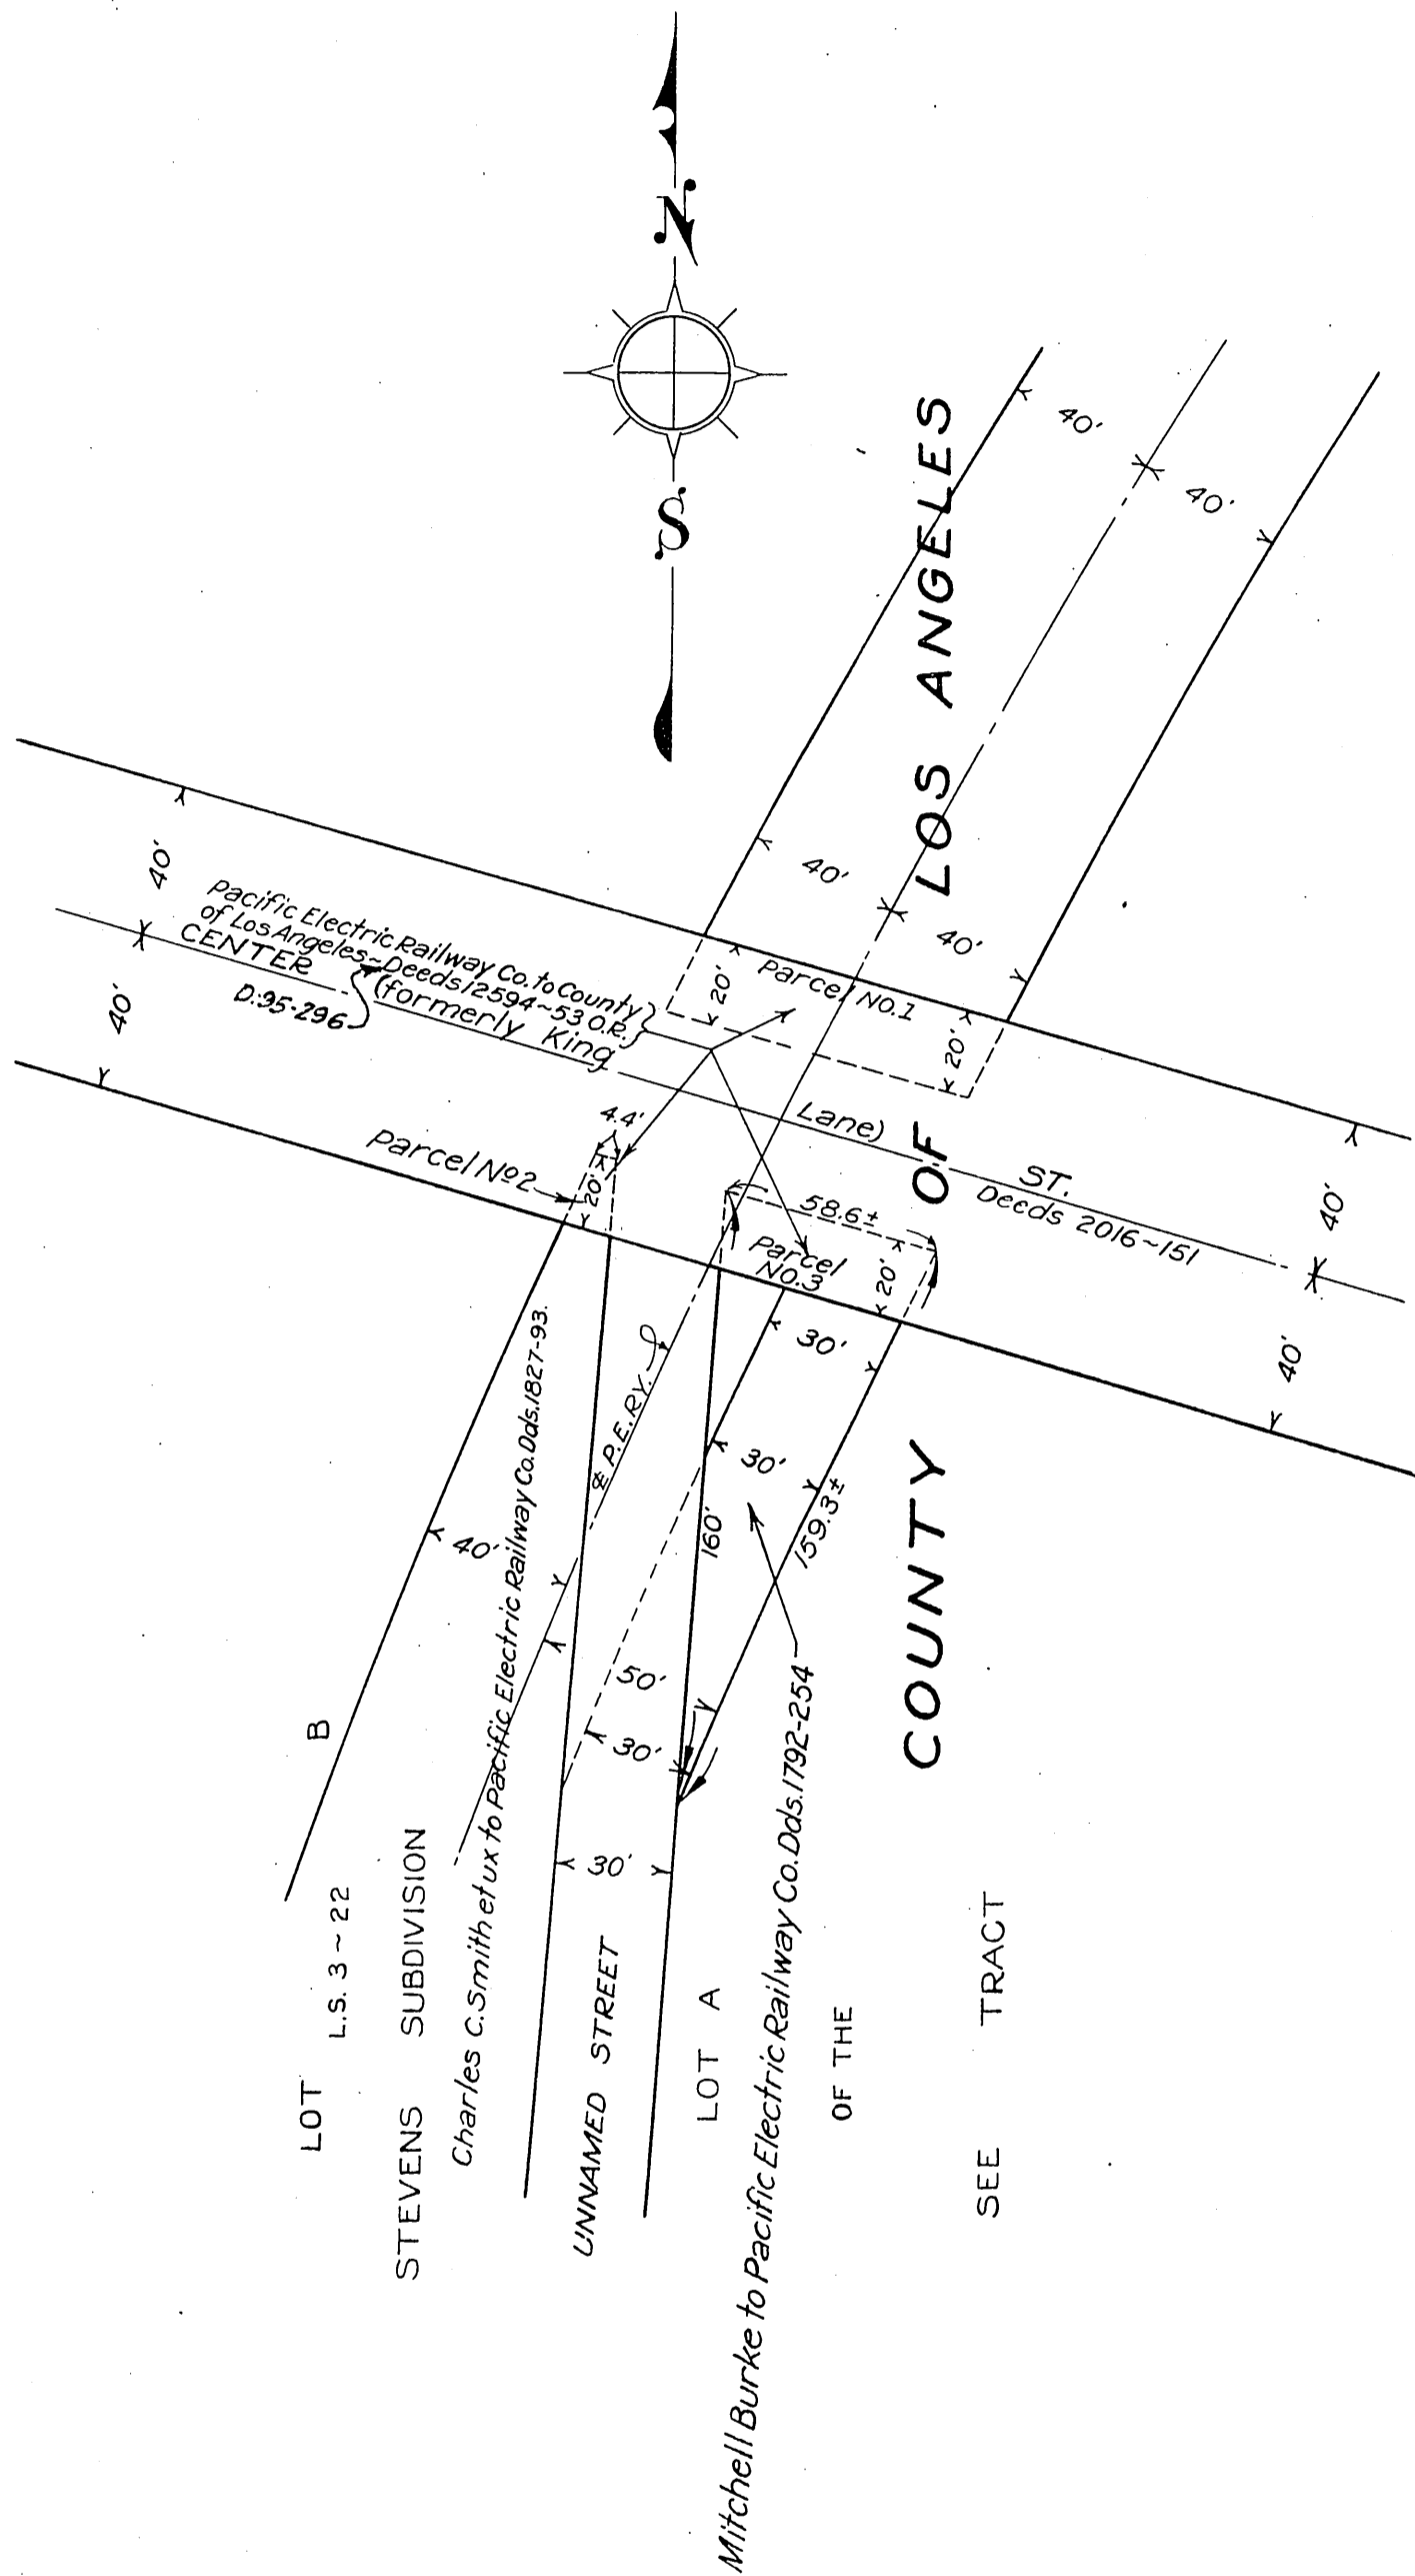 N
S
LOS ANGELES
40'
40'
40'
40'
40'
40'
Pacific Electric Railway Co. to County
of Los Angeles~Deeds 12594~53 O.R.
CENTER
(formerly King
Lane)
ST.
D:95-296
Deeds 2016~151
Parcel No.1
20'
20'
4.4'
20'
Parcel Nº2
58.6±
Parcel
NO.3
20'
40'
40'
OF
30'
30'
℄ P.E.RY.
160'
159.3±
40'
50'
30'
30'
COUNTY
Charles C. Smith et ux to Pacific Electric Railway Co. Dds. 1827-93.
Mitchell Burke to Pacific Electric Railway Co. Dds. 1792-254
UNNAMED STREET
LOT B
L.S. 3~22
STEVENS SUBDIVISION
LOT A
OF THE
SEE TRACT